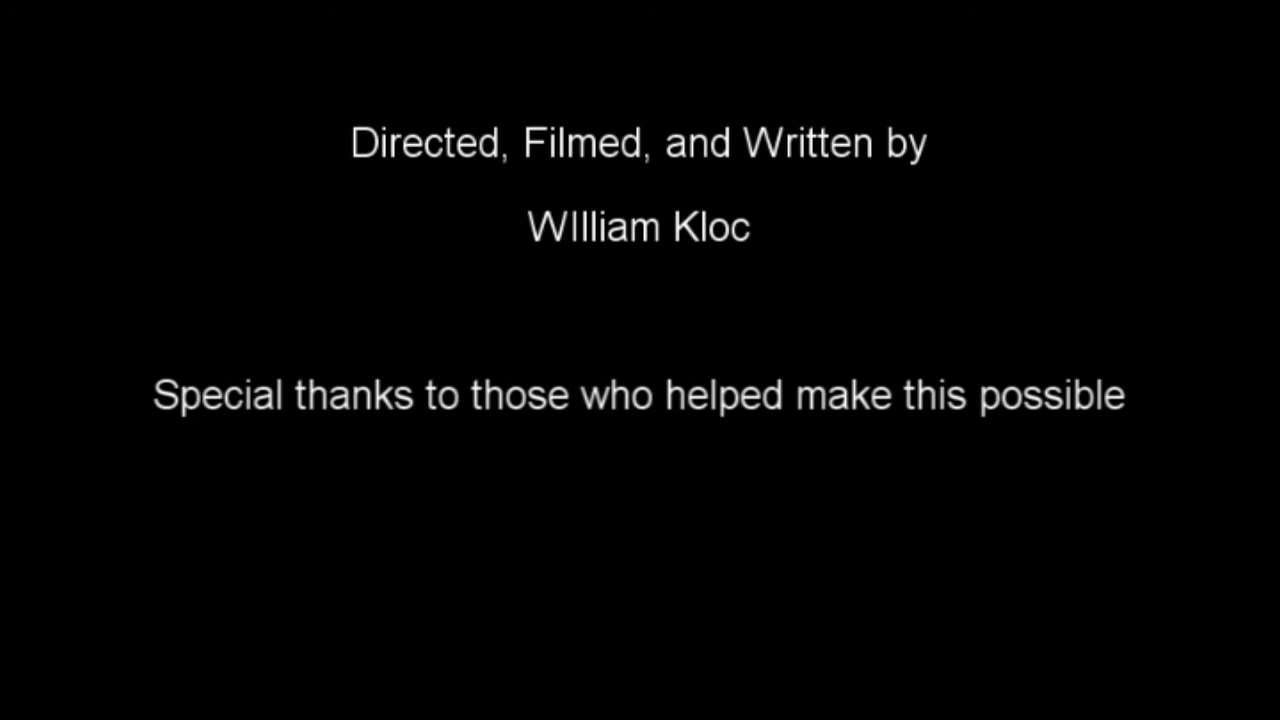 Directed, Filmed, and Written by
WIlliam Kloc
Special thanks to those who helped make this possible